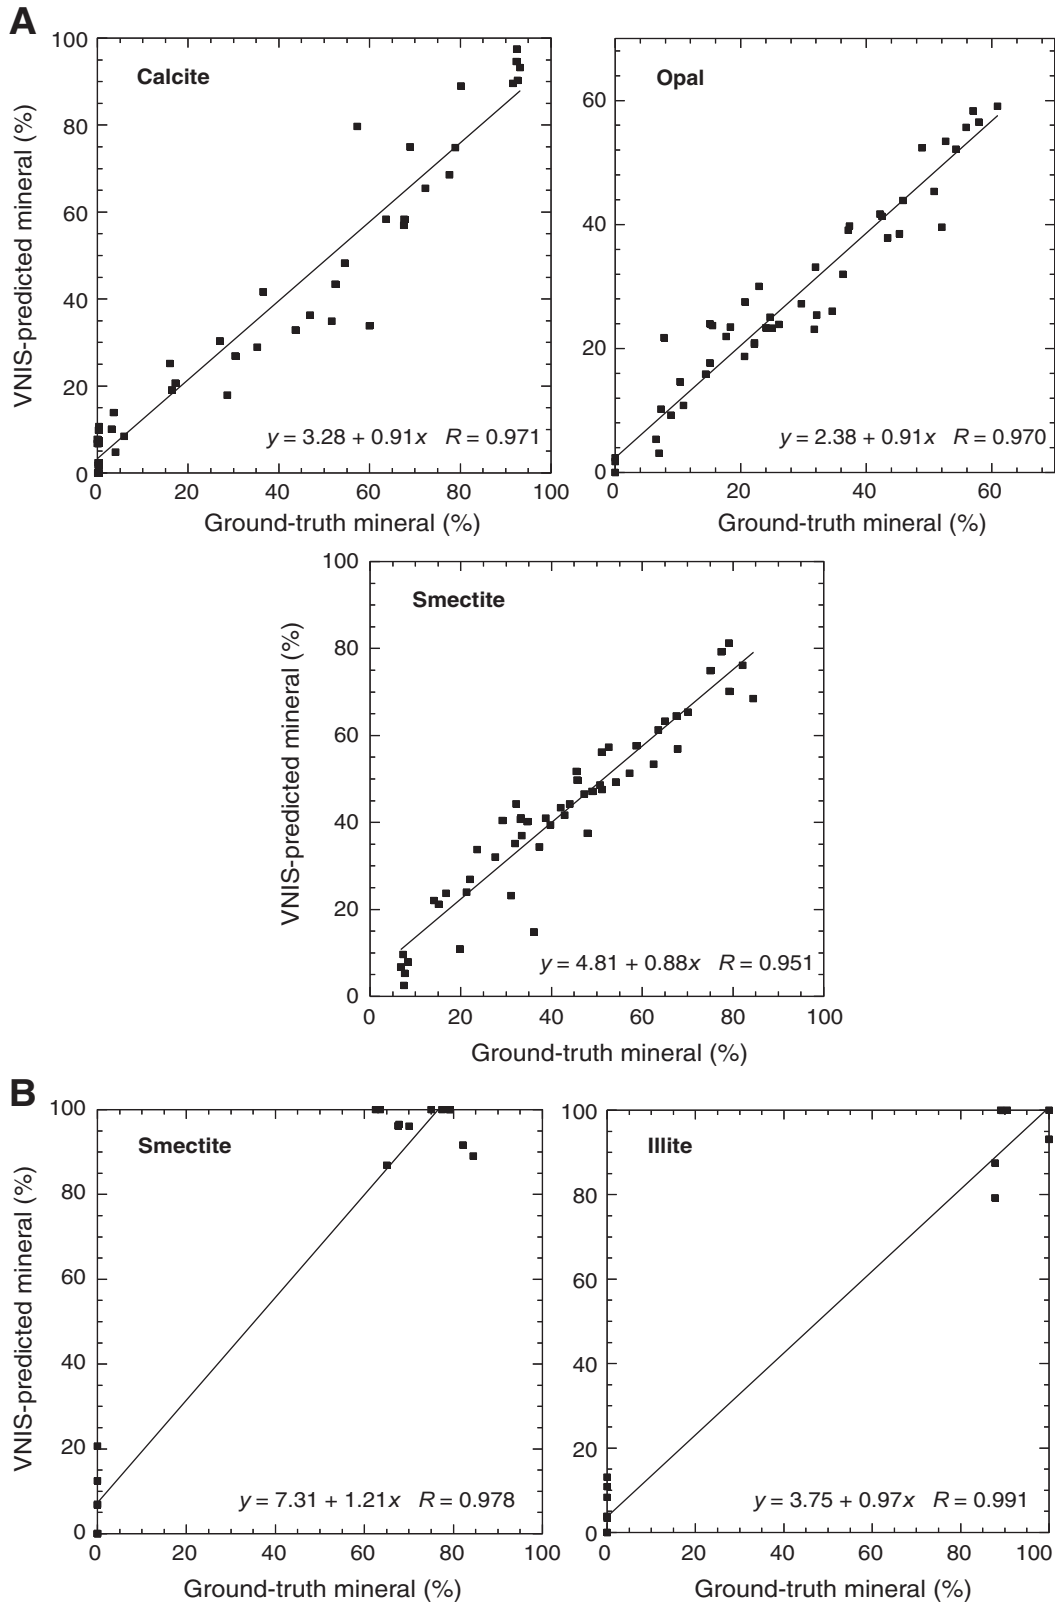 A
Calcite
VNIS-predicted mineral (%)
100
80
60
40
20
0
y = 3.28 + 0.91x R = 0.971
0 20 40 60 80 100
Ground-truth mineral (%)
Opal
60
40
20
0
y = 2.38 + 0.91x R = 0.970
0 20 40 60
Ground-truth mineral (%)
Smectite
VNIS-predicted mineral (%)
100
80
60
40
20
0
y = 4.81 + 0.88x R = 0.951
0 20 40 60 80 100
Ground-truth mineral (%)
B
Smectite
VNIS-predicted mineral (%)
100
80
60
40
20
0
y = 7.31 + 1.21x R = 0.978
0 20 40 60 80 100
Ground-truth mineral (%)
Illite
100
80
60
40
20
0
y = 3.75 + 0.97x R = 0.991
0 20 40 60 80 100
Ground-truth mineral (%)